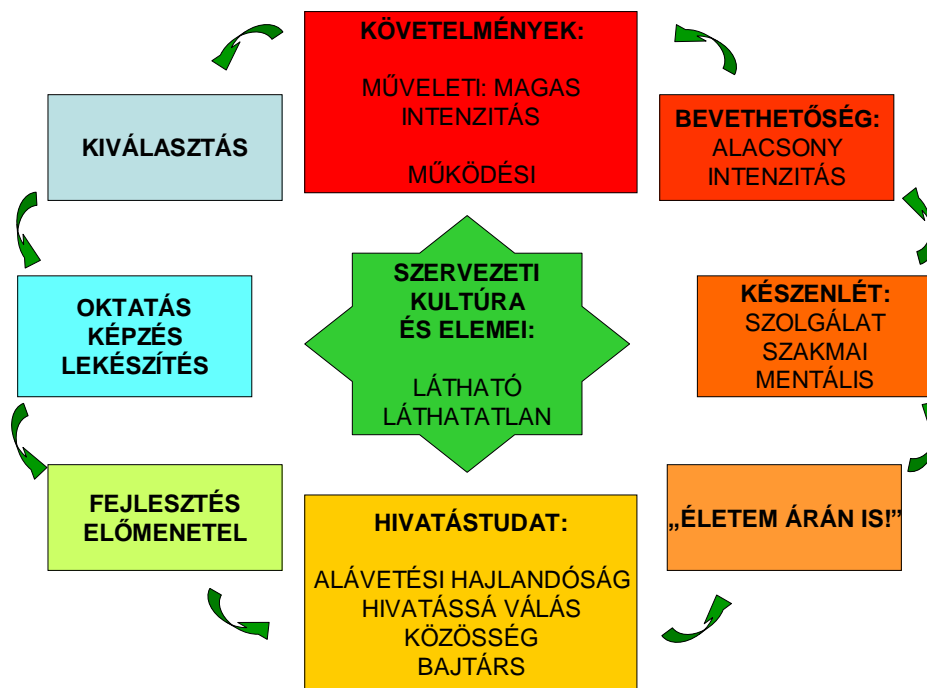 KÖVETELMÉNYEK:
MŰVELETI: MAGAS
INTENZITÁS
MŰKÖDÉSI
KIVÁLASZTÁS
OKTATÁS
KÉPZÉS
LEKÉSZÍTÉS
FEJLESZTÉS
ELŐMENETEL
HIVATÁSTUDAT:
ALÁVETÉSI HAJLANDÓSÁG
HIVATÁSSÁ VÁLÁS
KÖZÖSSÉG
BAJTÁRS
„ÉLETEM ÁRÁN IS!”
KÉSZENLÉT:
SZOLGÁLAT
SZAKMAI
MENTÁLIS
BEVETHETŐSÉG:
ALACSONY
INTENZITÁS
SZERVEZETI
KULTÚRA
ÉS ELEMEI:
LÁTHATÓ
LÁTHATATLAN